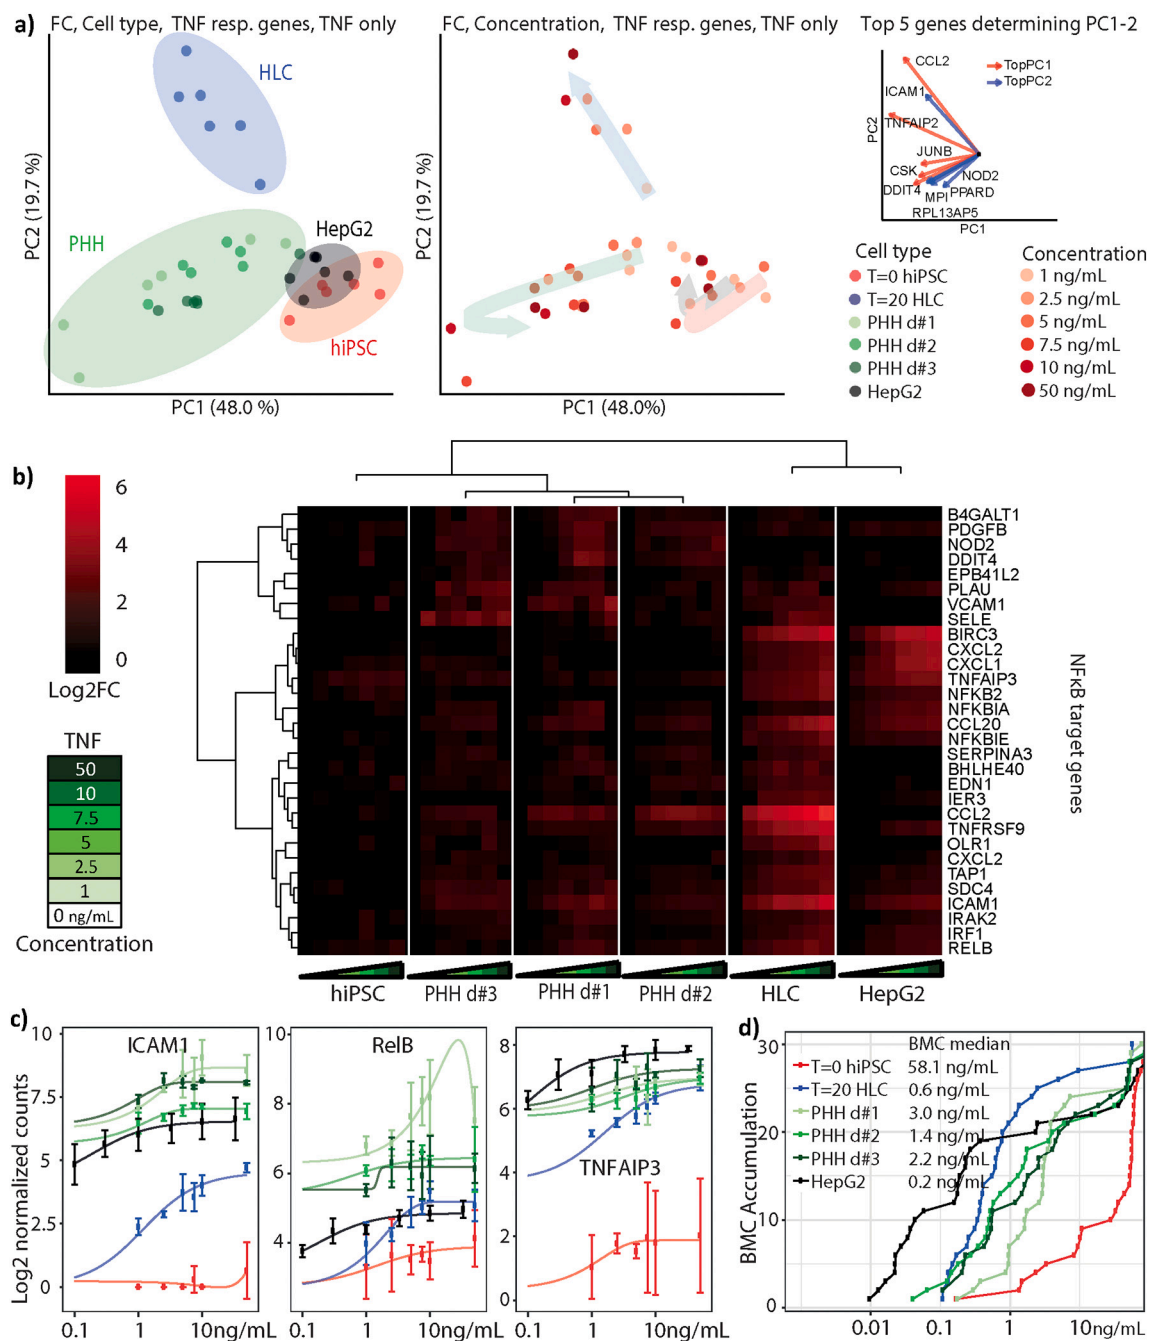 a) FC, Cell type, TNF resp. genes, TNF only
FC, Concentration, TNF resp. genes, TNF only
Top 5 genes determining PC1-2
HLC
PHH
HepG2
hiPSC
PC2 (19.7 %)
PC1 (48.0 %)
PC2 (19.7 %)
PC1 (48.0%)
CCL2
ICAM1
TNFAIP2
JUNB
CSK
DDIT4
NOD2
MPI
PPARD
RPL13AP5
TopPC1
TopPC2
PC2
PC1
Cell type
T=0 hiPSC
T=20 HLC
PHH d#1
PHH d#2
PHH d#3
HepG2
Concentration
1 ng/mL
2.5 ng/mL
5 ng/mL
7.5 ng/mL
10 ng/mL
50 ng/mL
b)
6
4
2
0
Log2FC
TNF
50
10
7.5
5
2.5
1
0 ng/mL
Concentration
B4GALT1
PDGFB
NOD2
DDIT4
EPB41L2
PLAU
VCAM1
SELE
BIRC3
CXCL2
CXCL1
TNFAIP3
NFKB2
NFKBIA
CCL20
NFKBIE
SERPINA3
BHLHE40
EDN1
IER3
CCL2
TNFRSF9
OLR1
CXCL2
TAP1
SDC4
ICAM1
IRAK2
IRF1
RELB
NFκB target genes
hiPSC
PHH d#3
PHH d#1
PHH d#2
HLC
HepG2
c)
Log2 normalized counts
ICAM1
10
7.5
5.0
2.5
0
0.1
1
10ng/mL
RelB
8
6
4
0.1
1
10ng/mL
TNFAIP3
8
6
4
2
0
0.1
1
10ng/mL
d)
BMC Accumulation
30
20
10
0
BMC median
T=0 hiPSC 58.1 ng/mL
T=20 HLC 0.6 ng/mL
PHH d#1 3.0 ng/mL
PHH d#2 1.4 ng/mL
PHH d#3 2.2 ng/mL
HepG2 0.2 ng/mL
0.01
0.1
1
10ng/mL